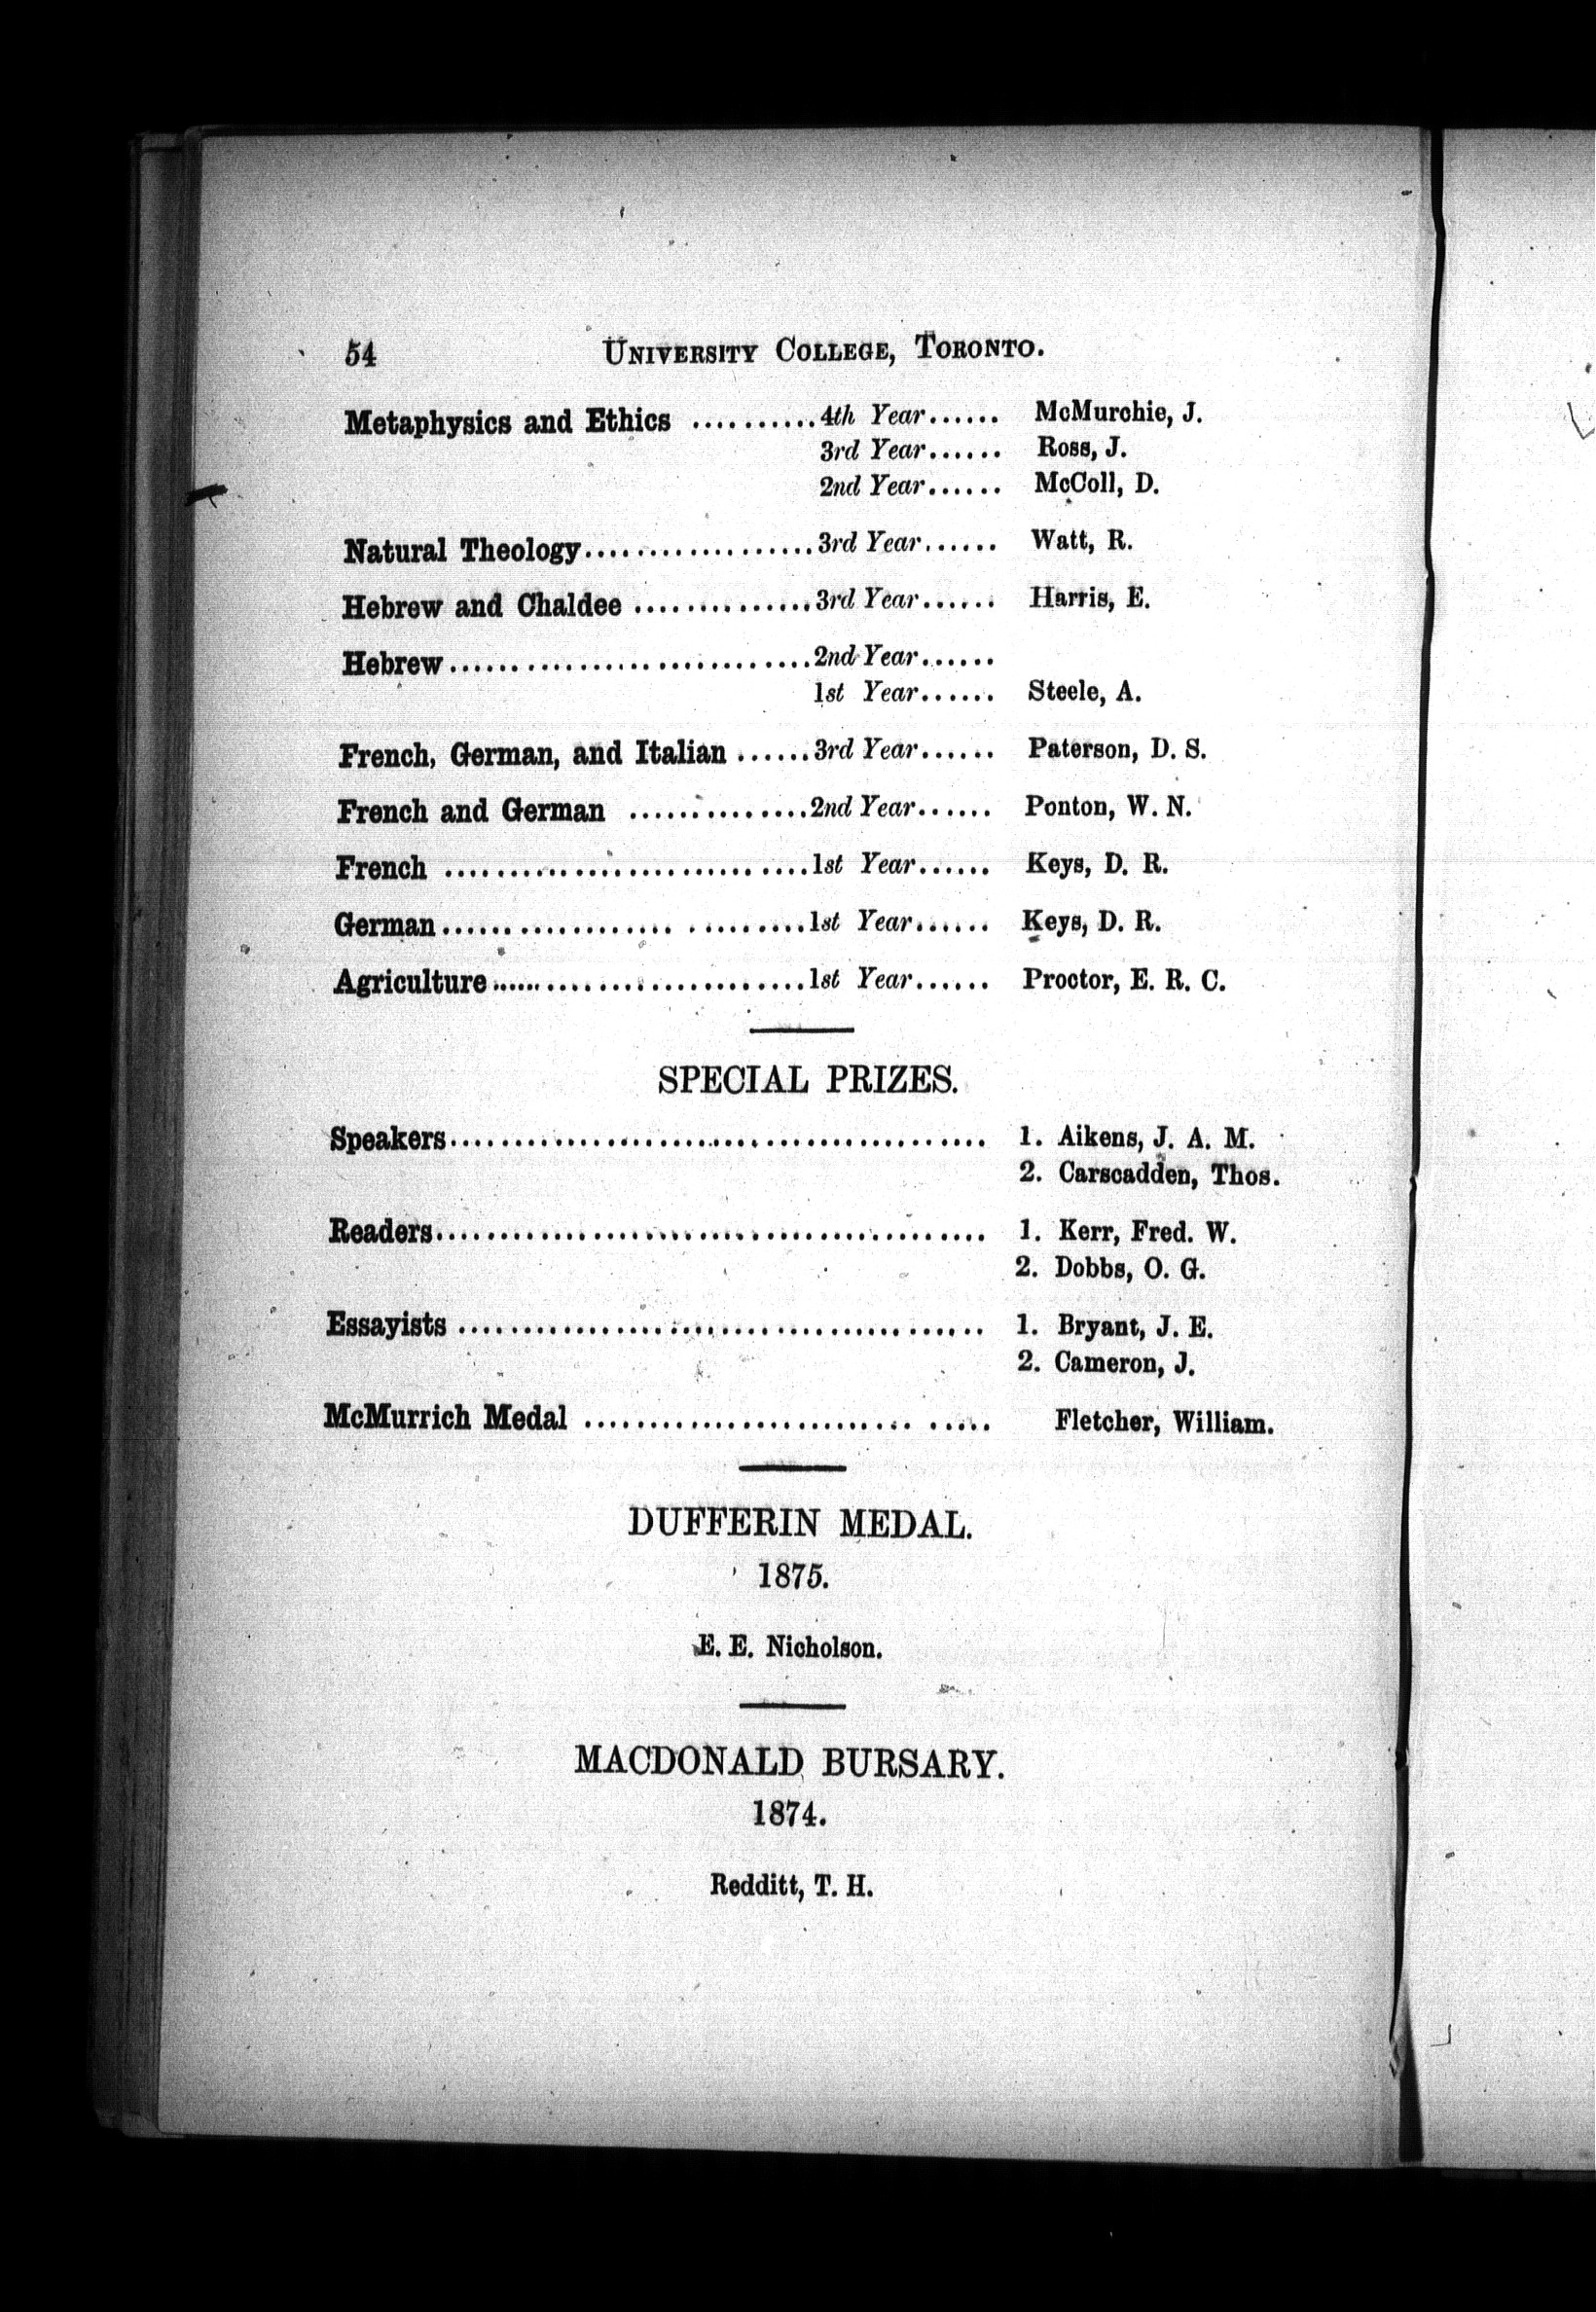 54 University College, Toronto.
Metaphysics and Ethics ..........4th Year...... McMurchie, J.
3rd Year...... Ross, J.
2nd Year...... McColl, D.
Natural Theology..................3rd Year...... Watt, R.
Hebrew and Chaldee ..............3rd Year...... Harris, E.
Hebrew............................2nd Year......
1st Year...... Steele, A.
French, German, and Italian ......3rd Year...... Paterson, D. S.
French and German ..............2nd Year...... Ponton, W. N.
French ............................1st Year...... Keys, D. R.
German............................1st Year...... Keys, D. R.
Agriculture..........................1st Year...... Proctor, E. R. C.
SPECIAL PRIZES.
Speakers.......................................... 1. Aikens, J. A. M.
2. Carscadden, Thos.
Readers........................................... 1. Kerr, Fred. W.
2. Dobbs, O. G.
Essayists ......................................... 1. Bryant, J. E.
2. Cameron, J.
McMurrich Medal ............................... Fletcher, William.
DUFFERIN MEDAL.
1875.
E. E. Nicholson.
MACDONALD BURSARY.
1874.
Redditt, T. H.